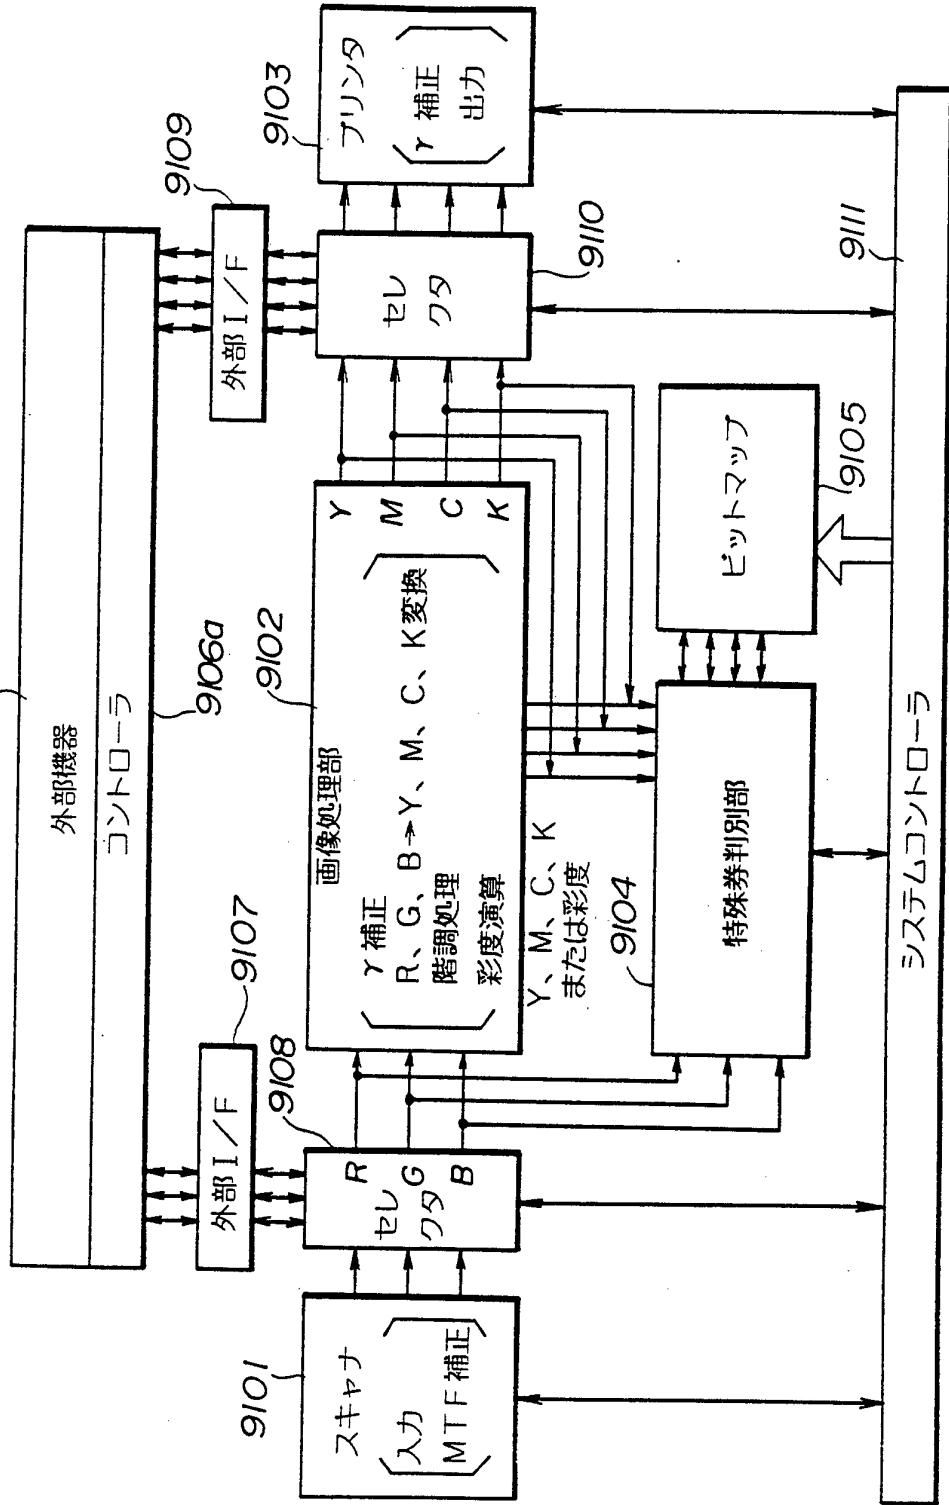 外部機器
コントローラ
9106a
9107
外部I/F
9109
外部I/F
9101
スキャナ
入力
MTF補正
9108
R
G
B
セレ
クタ
9102
画像処理部
γ補正
R、G、B→Y、M、C、K変換
階調処理
彩度演算
Y
M
C
K
セレ
クタ
9110
9103
プリンタ
γ補正
出力
Y、M、C、K
または彩度
9104
特殊券判別部
ビットマップ
9105
9111
システムコントローラ